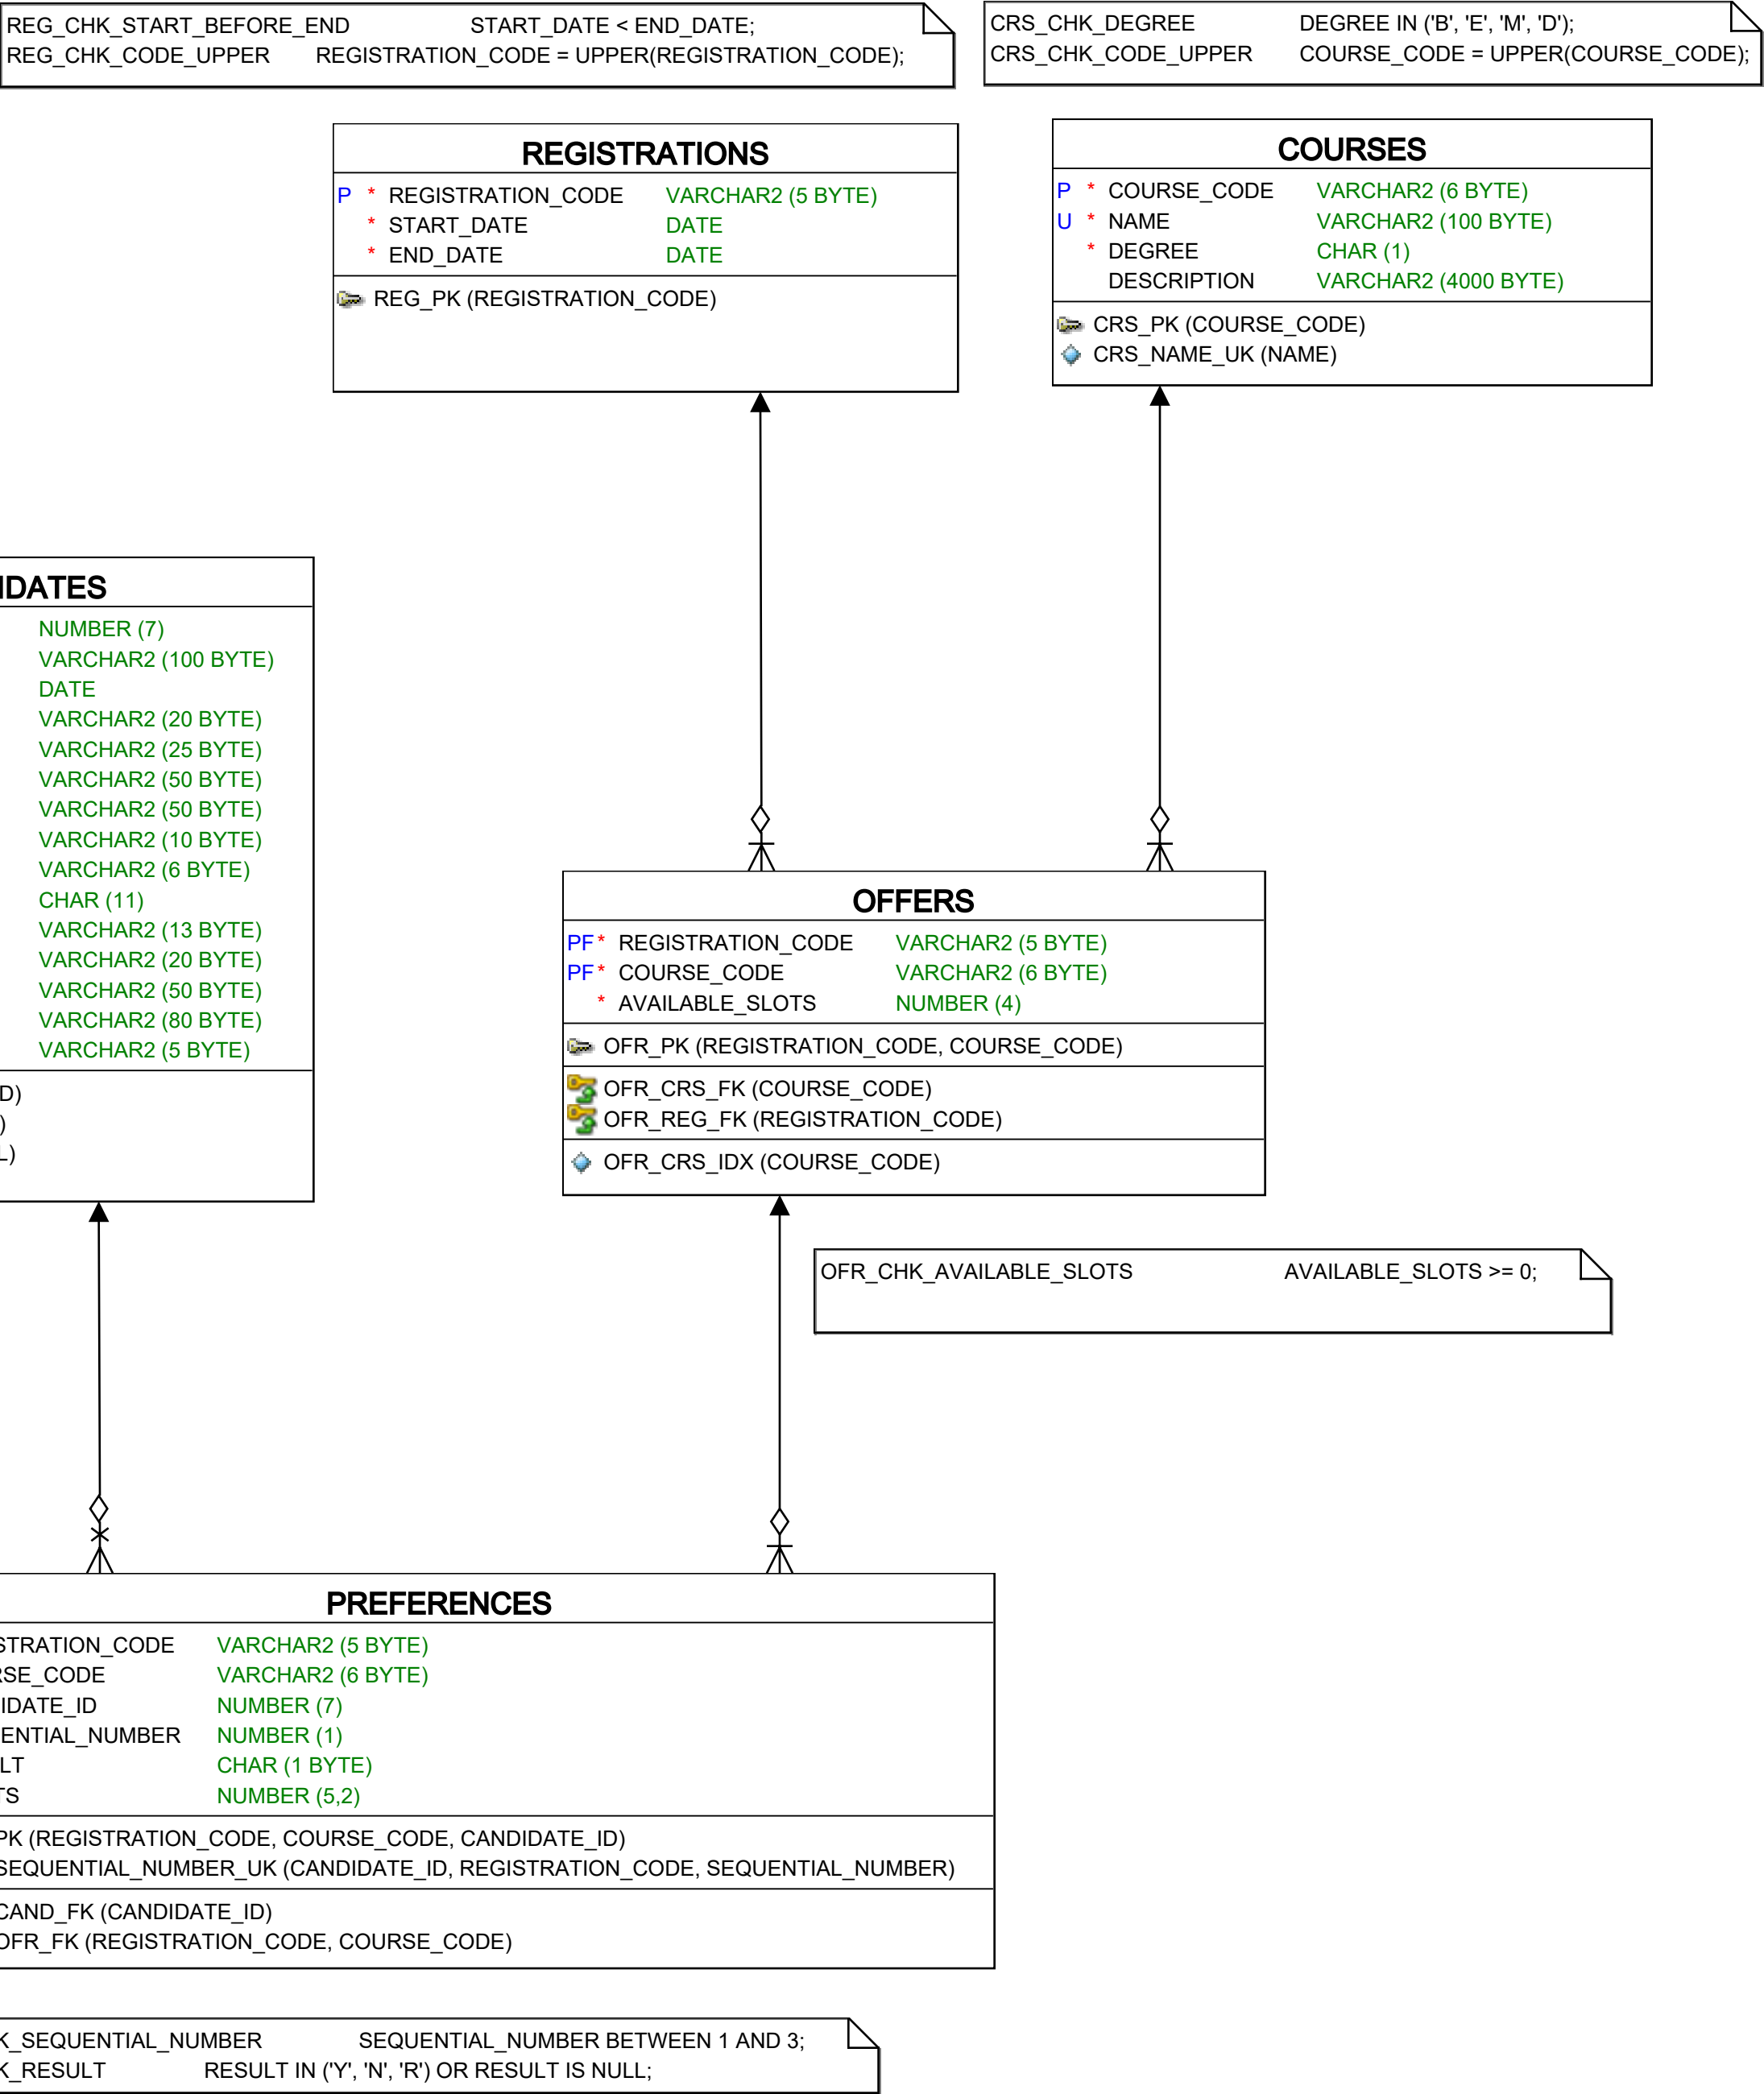 REG_CHK_START_BEFORE_END START_DATE < END_DATE;
REG_CHK_CODE_UPPER REGISTRATION_CODE = UPPER(REGISTRATION_CODE);
CRS_CHK_DEGREE DEGREE IN ('B', 'E', 'M', 'D');
CRS_CHK_CODE_UPPER COURSE_CODE = UPPER(COURSE_CODE);
REGISTRATIONS
P * REGISTRATION_CODE VARCHAR2 (5 BYTE)
* START_DATE DATE
* END_DATE DATE
REG_PK (REGISTRATION_CODE)
COURSES
P * COURSE_CODE VARCHAR2 (6 BYTE)
U * NAME VARCHAR2 (100 BYTE)
* DEGREE CHAR (1)
DESCRIPTION VARCHAR2 (4000 BYTE)
CRS_PK (COURSE_CODE)
CRS_NAME_UK (NAME)
IDATES
NUMBER (7)
VARCHAR2 (100 BYTE)
DATE
VARCHAR2 (20 BYTE)
VARCHAR2 (25 BYTE)
VARCHAR2 (50 BYTE)
VARCHAR2 (50 BYTE)
VARCHAR2 (10 BYTE)
VARCHAR2 (6 BYTE)
CHAR (11)
VARCHAR2 (13 BYTE)
VARCHAR2 (20 BYTE)
VARCHAR2 (50 BYTE)
VARCHAR2 (80 BYTE)
VARCHAR2 (5 BYTE)
D)
)
L)
OFFERS
PF * REGISTRATION_CODE VARCHAR2 (5 BYTE)
PF * COURSE_CODE VARCHAR2 (6 BYTE)
* AVAILABLE_SLOTS NUMBER (4)
OFR_PK (REGISTRATION_CODE, COURSE_CODE)
OFR_CRS_FK (COURSE_CODE)
OFR_REG_FK (REGISTRATION_CODE)
OFR_CRS_IDX (COURSE_CODE)
OFR_CHK_AVAILABLE_SLOTS AVAILABLE_SLOTS >= 0;
PREFERENCES
STRATION_CODE VARCHAR2 (5 BYTE)
RSE_CODE VARCHAR2 (6 BYTE)
IDATE_ID NUMBER (7)
ENTIAL_NUMBER NUMBER (1)
LT CHAR (1 BYTE)
TS NUMBER (5,2)
PK (REGISTRATION_CODE, COURSE_CODE, CANDIDATE_ID)
SEQUENTIAL_NUMBER_UK (CANDIDATE_ID, REGISTRATION_CODE, SEQUENTIAL_NUMBER)
CAND_FK (CANDIDATE_ID)
OFR_FK (REGISTRATION_CODE, COURSE_CODE)
K_SEQUENTIAL_NUMBER SEQUENTIAL_NUMBER BETWEEN 1 AND 3;
K_RESULT RESULT IN ('Y', 'N', 'R') OR RESULT IS NULL;